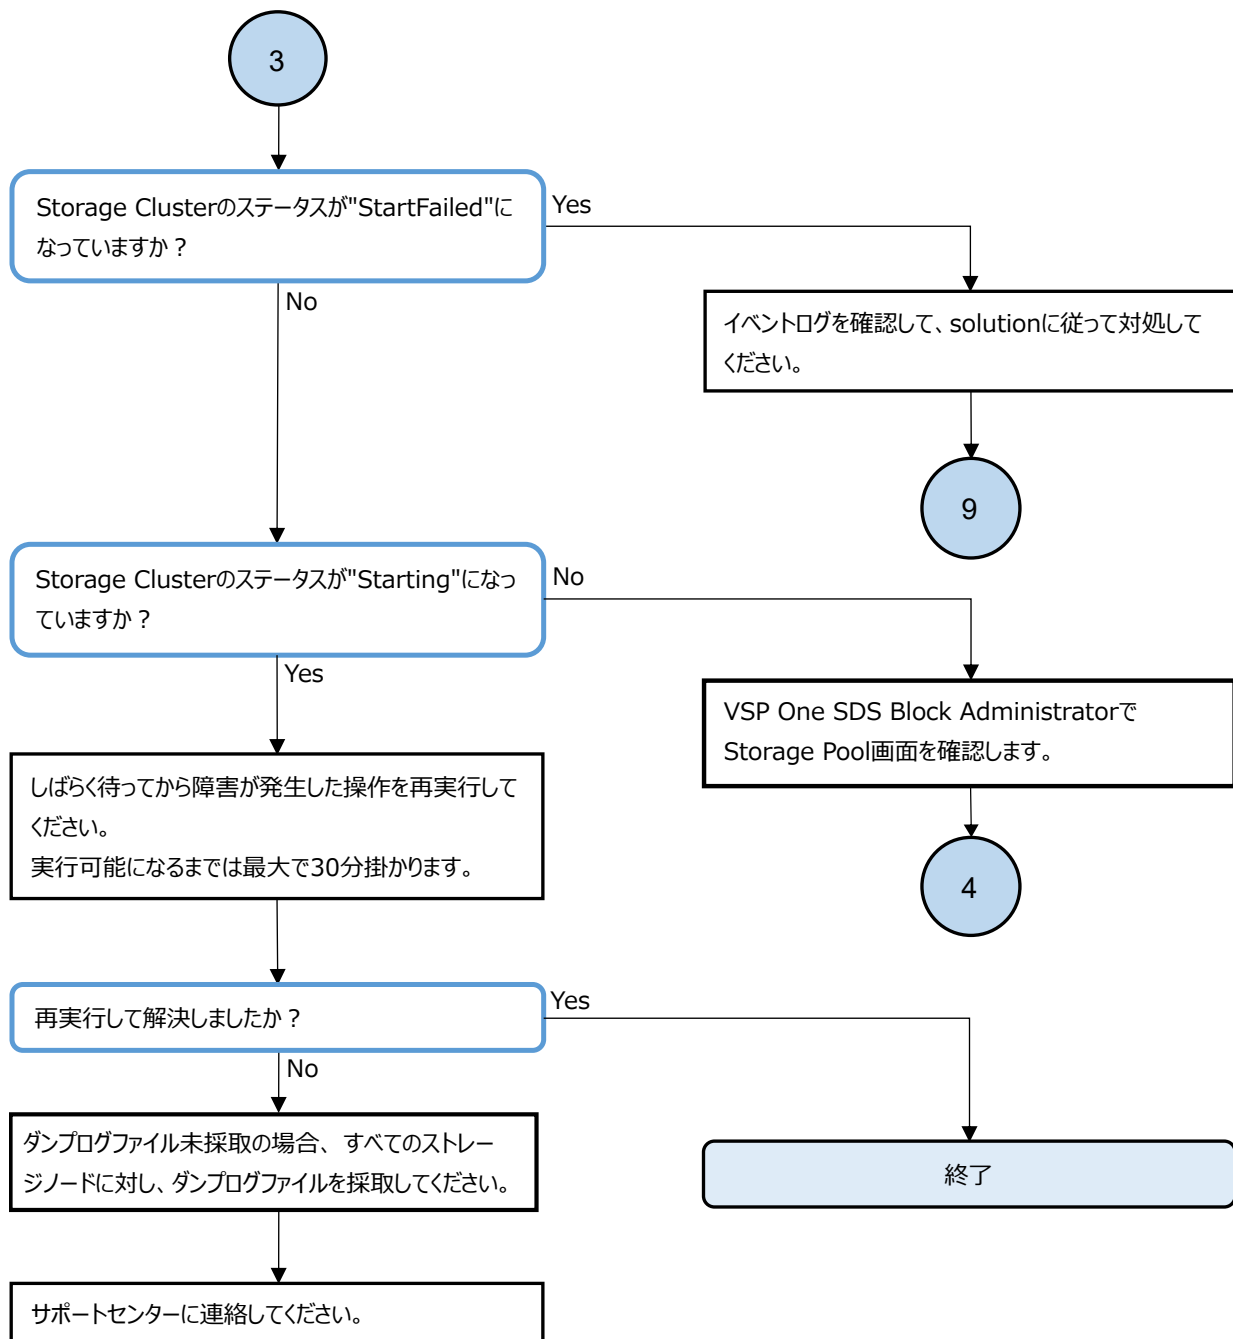 3
Storage Clusterのステータスが"StartFailed"に
なっていますか？
Yes
No
イベントログを確認して、solutionに従って対処して
ください。
9
Storage Clusterのステータスが"Starting"になっ
ていますか？
No
Yes
VSP One SDS Block Administratorで
Storage Pool画面を確認します。
4
しばらく待ってから障害が発生した操作を再実行して
ください。
実行可能になるまでは最大で30分掛かります。
再実行して解決しましたか？
Yes
No
終了
ダンプログファイル未採取の場合、すべてのストレー
ジノードに対し、ダンプログファイルを採取してください。
サポートセンターに連絡してください。